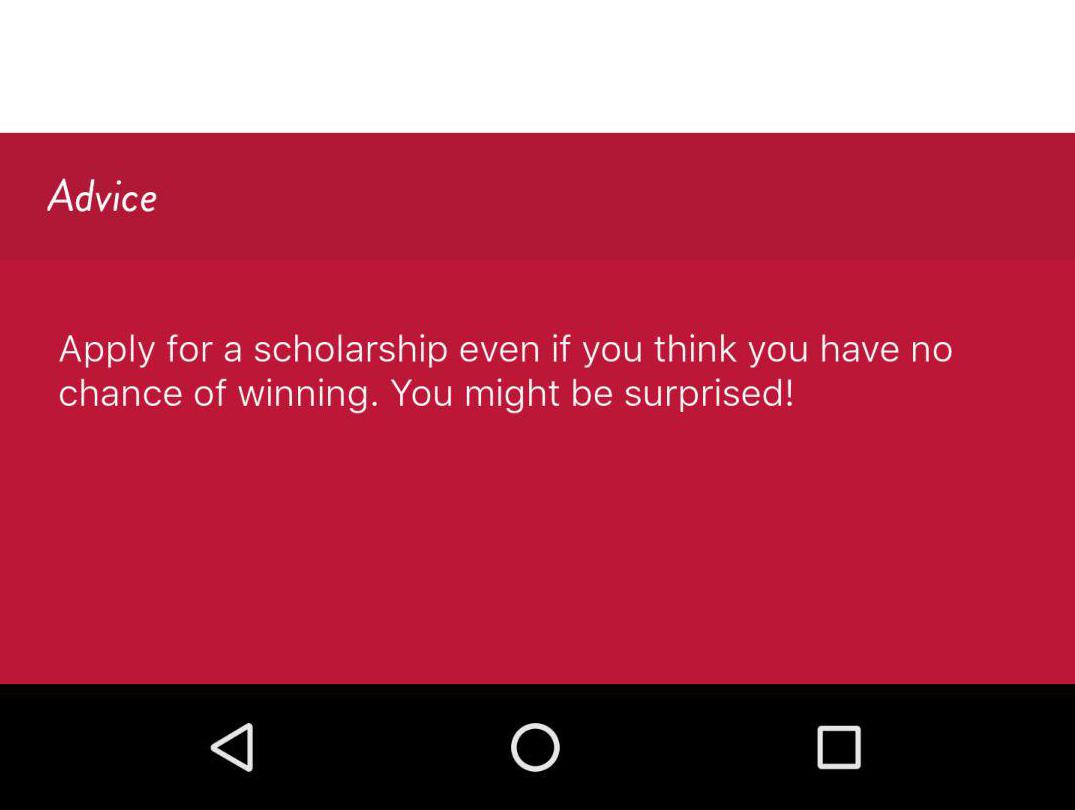 Advice
Apply for a scholarship even if you think you have no
chance of winning. You might be surprised!